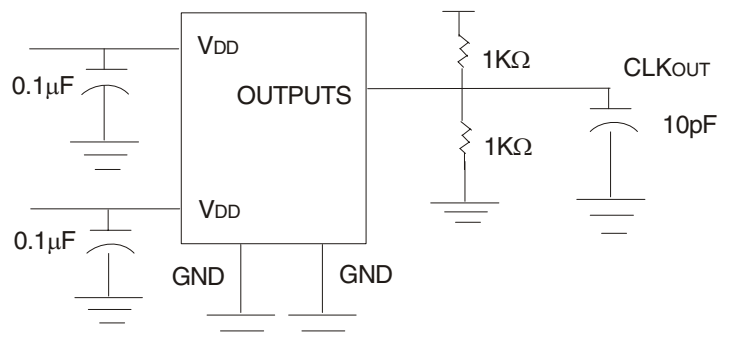 VDD
0.1μF
OUTPUTS
1KΩ
CLKOUT
10pF
1KΩ
VDD
0.1μF
GND
GND